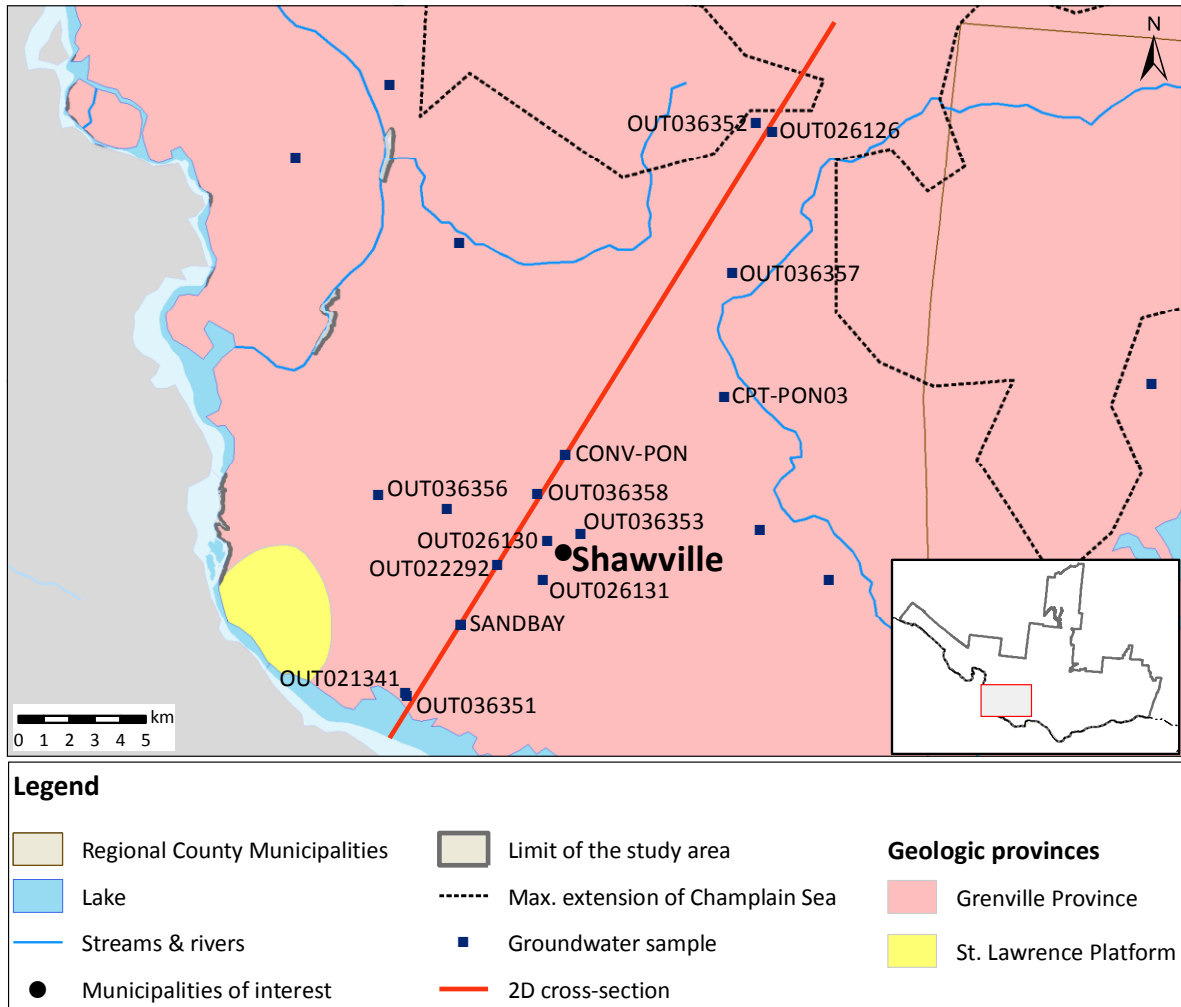 N
OUT036352
OUT026126
OUT036357
CPT-PON03
CONV-PON
OUT036356
OUT036358
OUT036353
OUT026130
Shawville
OUT022292
OUT026131
SANDBAY
OUT021341
OUT036351
km
0 1 2 3 4 5
Legend
Regional County Municipalities
Lake
Streams & rivers
Municipalities of interest
Limit of the study area
Max. extension of Champlain Sea
Groundwater sample
2D cross-section
Geologic provinces
Grenville Province
St. Lawrence Platform